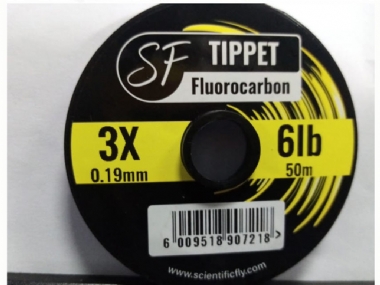 SF TIPPET
Fluorocarbon
3X 6lb
0.19mm 50m
6 009518 907218 >
www.scientificfly.com